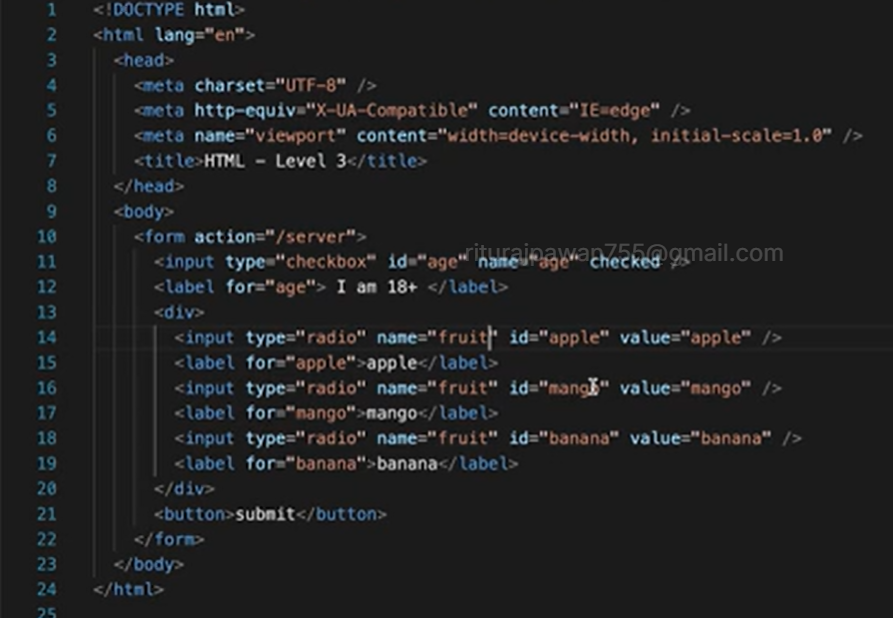 1 <!DOCTYPE html>
2 <html lang="en">
3 <head>
4 <meta charset="UTF-8" />
5 <meta http-equiv="X-UA-Compatible" content="IE=edge" />
6 <meta name="viewport" content="width=device-width, initial-scale=1.0" />
7 <title>HTML - Level 3</title>
8 </head>
9 <body>
10 <form action="/server">
riturajpawan755@gmail.com
11 <input type="checkbox" id="age" name="age" checked />
12 <label for="age"> I am 18+ </label>
13 <div>
14 <input type="radio" name="fruit" id="apple" value="apple" />
15 <label for="apple">apple</label>
16 <input type="radio" name="fruit" id="mango" value="mango" />
17 <label for="mango">mango</label>
18 <input type="radio" name="fruit" id="banana" value="banana" />
19 <label for="banana">banana</label>
20 </div>
21 <button>submit</button>
22 </form>
23 </body>
24 </html>
25